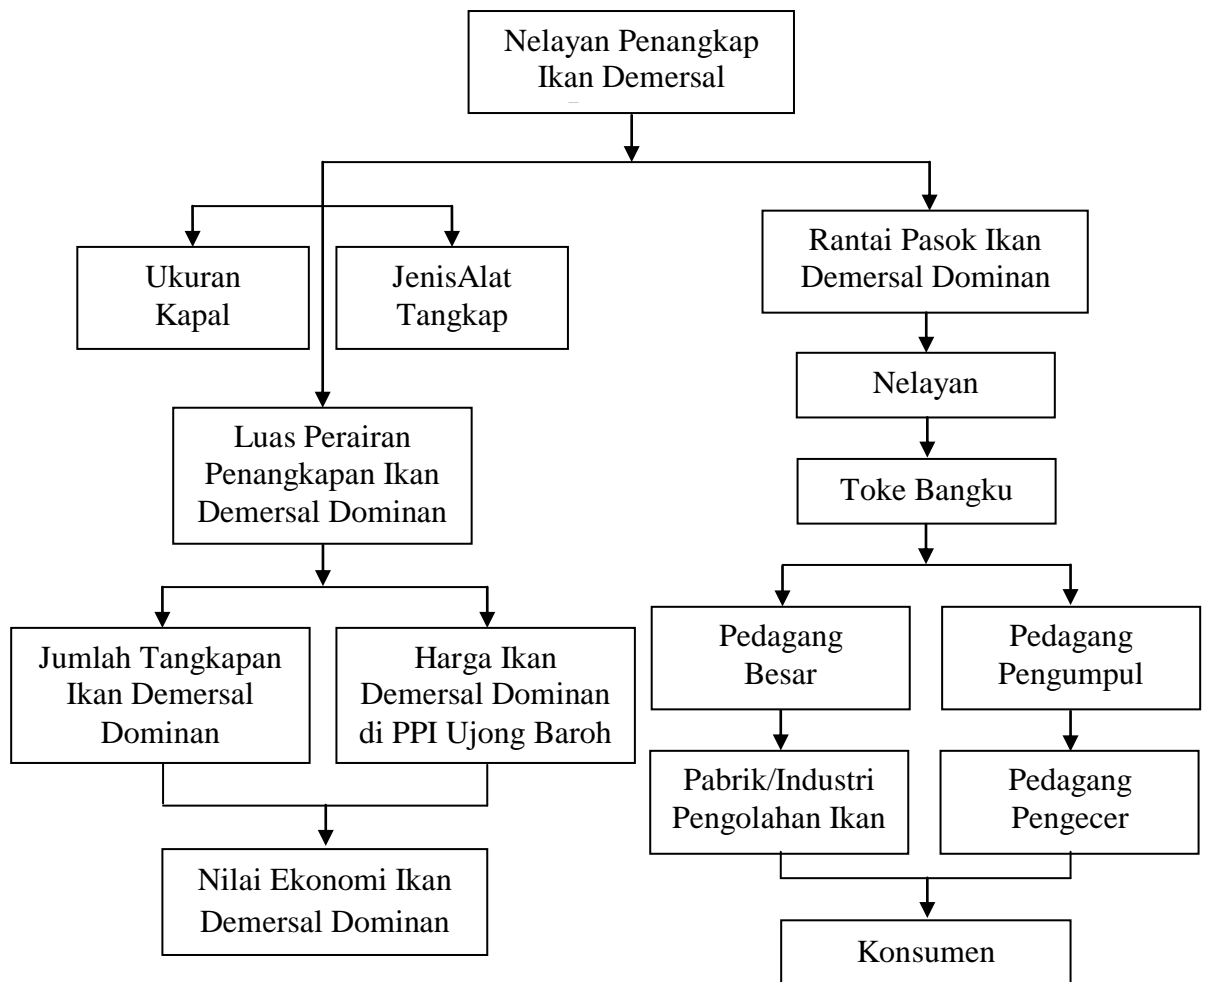 Nelayan Penangkap
Ikan Demersal
Ukuran
Kapal
JenisAlat
Tangkap
Luas Perairan
Penangkapan Ikan
Demersal Dominan
Jumlah Tangkapan
Ikan Demersal
Dominan
Harga Ikan
Demersal Dominan
di PPI Ujong Baroh
Nilai Ekonomi Ikan
Demersal Dominan
Rantai Pasok Ikan
Demersal Dominan
Nelayan
Toke Bangku
Pedagang
Besar
Pedagang
Pengumpul
Pabrik/Industri
Pengolahan Ikan
Pedagang
Pengecer
Konsumen